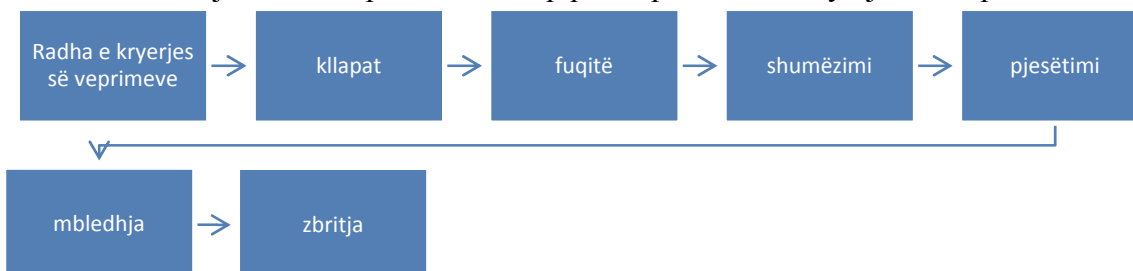 Radha e kryerjes
së veprimeve
kllapat
fuqitë
shumëzimi
pjesëtimi
mbledhja
zbritja